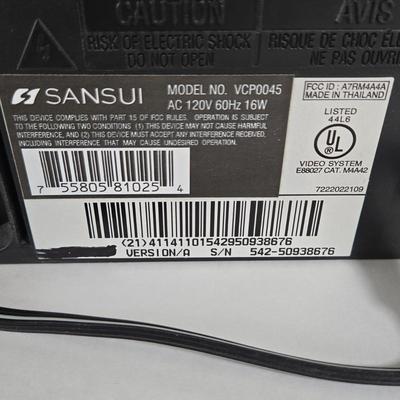 CAUTION
RISK OF ELECTRIC SHOCK
DO NOT OPEN
AVIS
RISQUE DE CHOC
NE PAS OUVRIR
SANSUI
MODEL NO. VCP0045
AC 120V 60Hz 16W
THIS DEVICE COMPLIES WITH PART 15 OF FCC RULES. OPERATION IS SUBJECT
TO THE FOLLOWING TWO CONDITIONS: (1) THIS DEVICE MAY NOT CAUSE HARMFUL
INTERFERENCE, AND (2) THIS DEVICE MUST ACCEPT ANY INTERFERENCE RECEIVED,
INCLUDING INTERFERENCE THAT MAY CAUSE UNDESIRED OPERATION.
FCC ID : A7RM4A4A
MADE IN THAILAND
LISTED
44L6
UL
VIDEO SYSTEM
E88027 CAT. M4A42
7222022109
7 55805 81025 4
(21)41141101542950938676
VERSION/A S/N 542-50938676